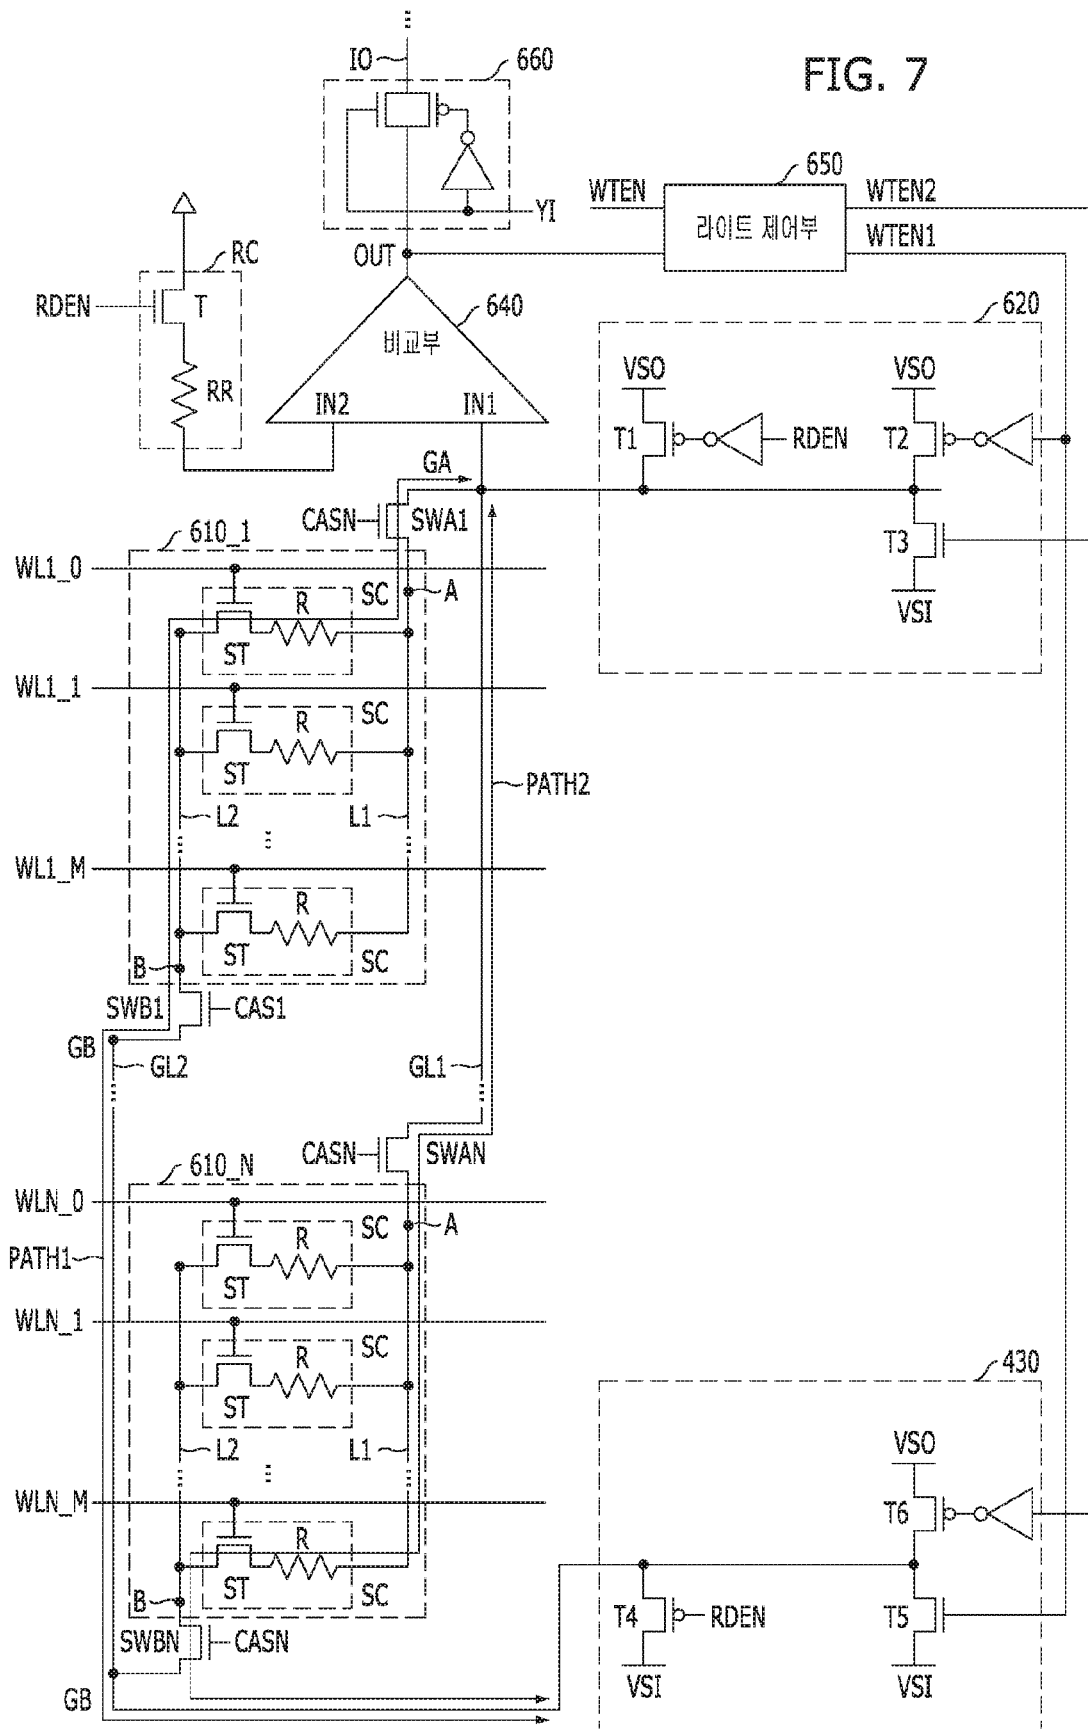 FIG. 7
IO
660
YI
OUT
WTEN
650
라이트 제어부
WTEN2
WTEN1
RC
RDEN
T
RR
640
비교부
IN2
IN1
620
VSO
VSO
T1
RDEN
T2
T3
VSI
GA
CASN
SWA1
610_1
WL1_0
SC
A
R
ST
WL1_1
SC
R
ST
PATH2
L2
L1
WL1_M
R
ST
SC
B
SWB1
CAS1
GB
GL2
GL1
CASN
SWAN
610_N
WLN_0
SC
A
R
ST
PATH1
WLN_1
SC
R
ST
430
L2
L1
VSO
WLN_M
T6
R
ST
SC
B
T4
RDEN
T5
SWBN
CASN
VSI
VSI
GB